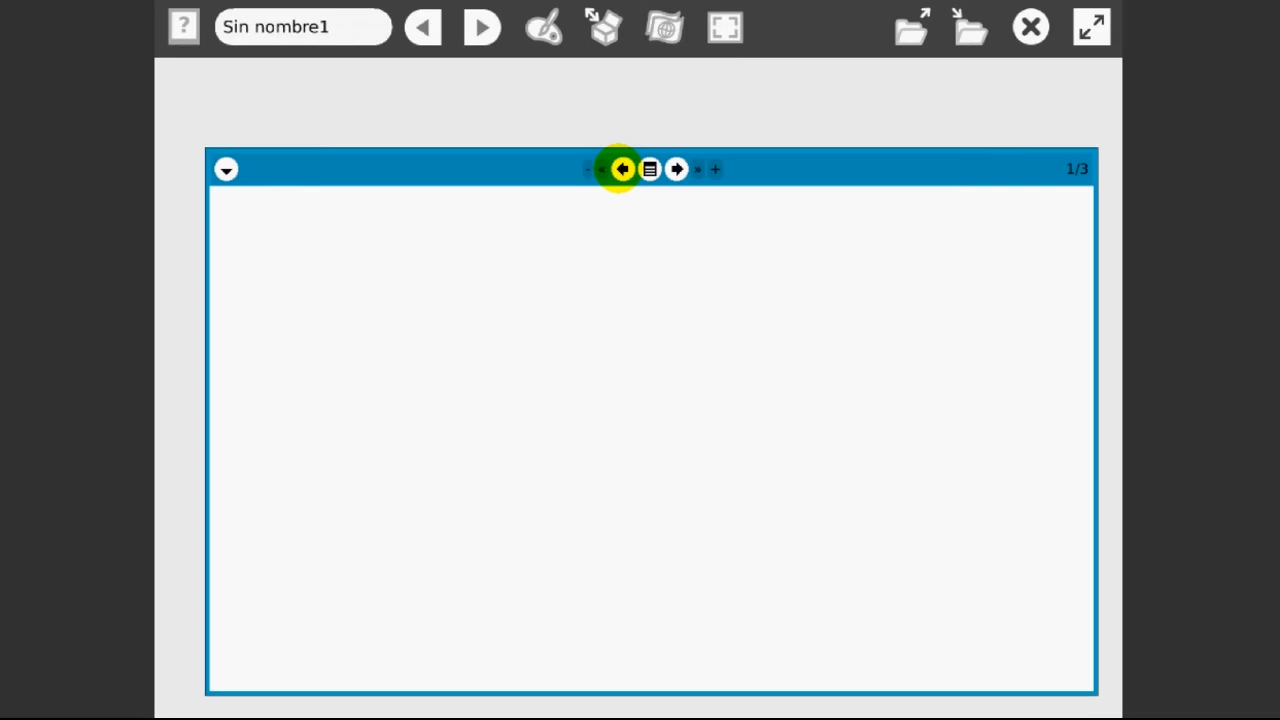 ? Sin nombre1
- « » + 1/3